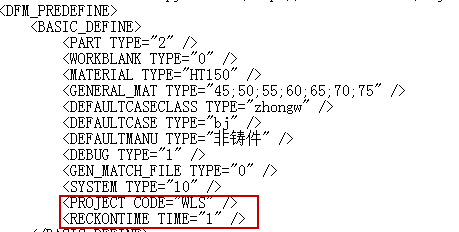 <DFM_PREDEFINE>
<BASIC_DEFINE>
<PART TYPE="2" />
<WORKBLANK TYPE="0" />
<MATERIAL TYPE="HT150" />
<GENERAL_MAT TYPE="45;50;55;60;65;70;75" />
<DEFAULTCASECLASS TYPE="zhongw" />
<DEFAULTCASE TYPE="bj" />
<DEFAULTMANU TYPE="非铸件" />
<DEBUG TYPE="1" />
<GEN_MATCH_FILE TYPE="0" />
<SYSTEM TYPE="10" />
<PROJECT CODE="WLS" />
<RECKONTIME TIME="1" />